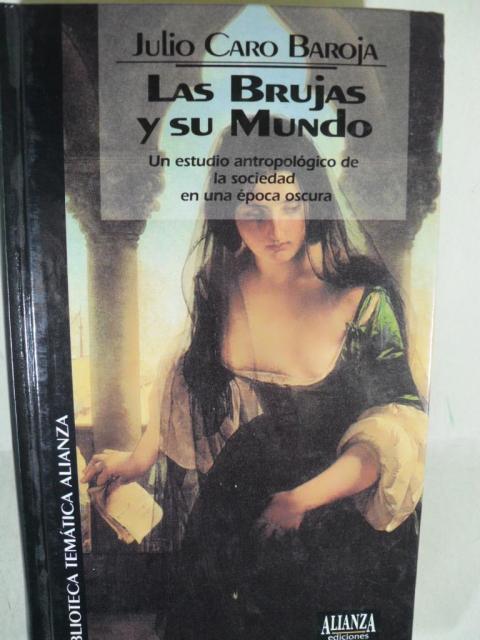 Julio Caro Baroja
Las Brujas
y su Mundo
Un estudio antropológico de
la sociedad
en una época oscura
BIBLIOTECA TEMÁTICA ALIANZA
ALIANZA
ediciones